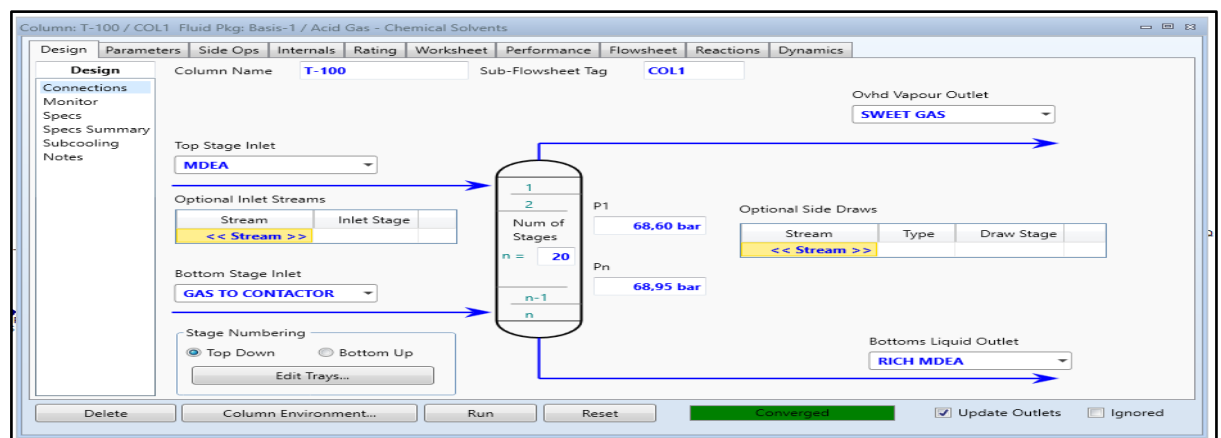 Column: T-100 / COL1 Fluid Pkg: Basis-1 / Acid Gas - Chemical Solvents
Design Parameters Side Ops Internals Rating Worksheet Performance Flowsheet Reactions Dynamics
Design
Connections
Monitor
Specs
Specs Summary
Subcooling
Notes
Column Name T-100 Sub-Flowsheet Tag COL1
Ovhd Vapour Outlet
SWEET GAS
Top Stage Inlet
MDEA
Optional Inlet Streams
Stream Inlet Stage
<< Stream >>
Bottom Stage Inlet
GAS TO CONTACTOR
1
2
Num of
Stages
n = 20
n-1
n
P1
68,60 bar
Pn
68,95 bar
Optional Side Draws
Stream Type Draw Stage
<< Stream >>
Stage Numbering
Top Down Bottom Up
Edit Trays...
Bottoms Liquid Outlet
RICH MDEA
Delete Column Environment... Run Reset Converged Update Outlets Ignored